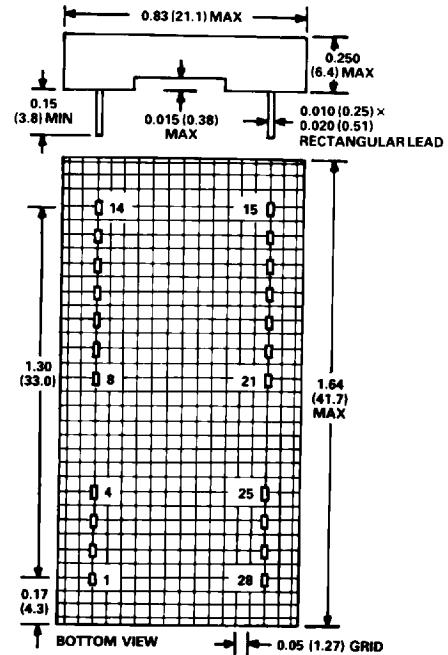 0.83 (21.1) MAX
0.250
(6.4) MAX
0.15
(3.8) MIN
0.015 (0.38)
MAX
0.010 (0.25) ×
0.020 (0.51)
RECTANGULAR LEAD
14
15
1.30
(33.0)
8
21
1.64
(41.7)
MAX
4
25
1
28
0.17
(4.3)
BOTTOM VIEW
0.05 (1.27) GRID